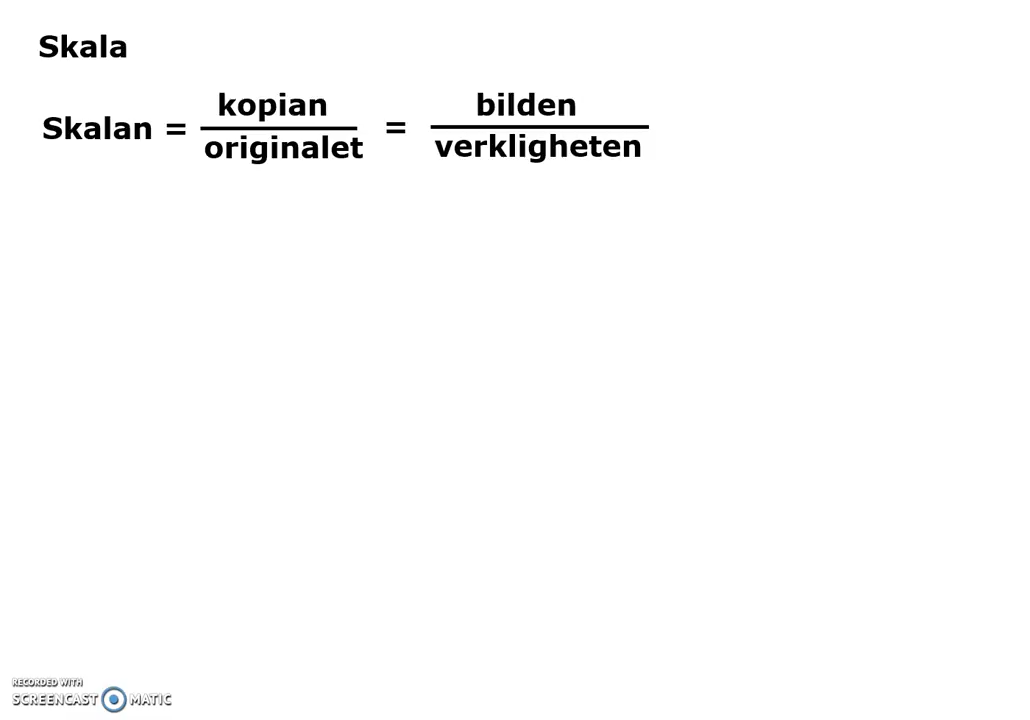 Skala
Skalan = kopian / originalet = bilden / verkligheten
RECORDED WITH
SCREENCAST MATIC